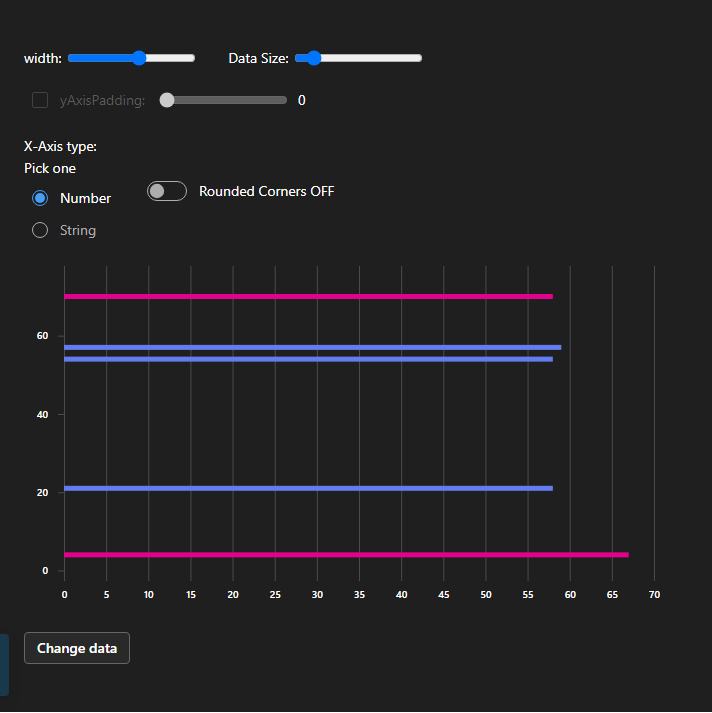 width: Data Size:
yAxisPadding: 0
X-Axis type:
Pick one
Number Rounded Corners OFF
String
60
40
20
0
0 5 10 15 20 25 30 35 40 45 50 55 60 65 70
Change data